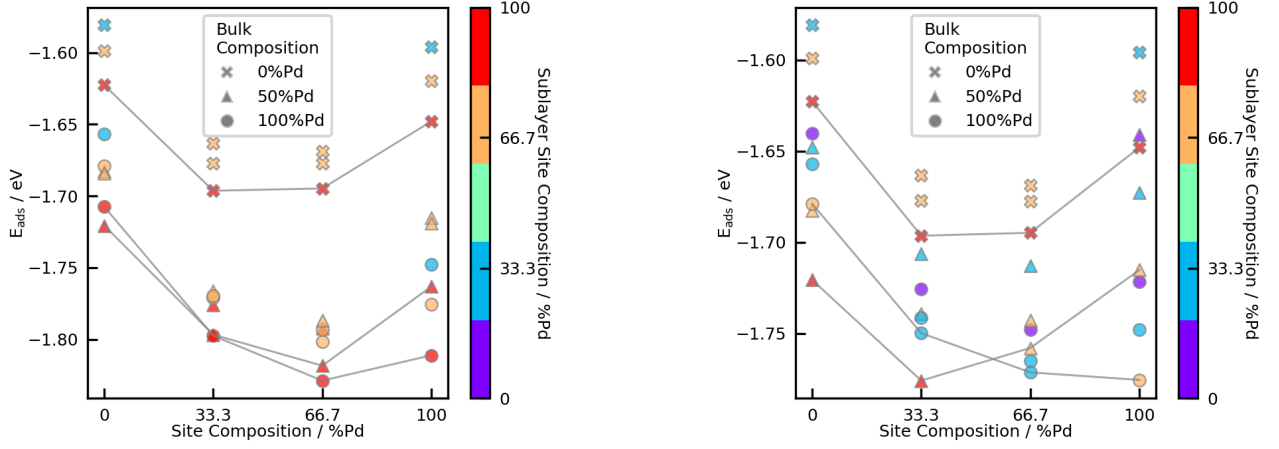 −1.60
−1.65
−1.70
−1.75
−1.80
E_ads / eV
0
33.3
66.7
100
Site Composition / %Pd
Bulk
Composition
0%Pd
50%Pd
100%Pd
100
66.7
33.3
0
Sublayer Site Composition / %Pd
−1.60
−1.65
−1.70
−1.75
E_ads / eV
0
33.3
66.7
100
Site Composition / %Pd
Bulk
Composition
0%Pd
50%Pd
100%Pd
100
66.7
33.3
0
Sublayer Site Composition / %Pd